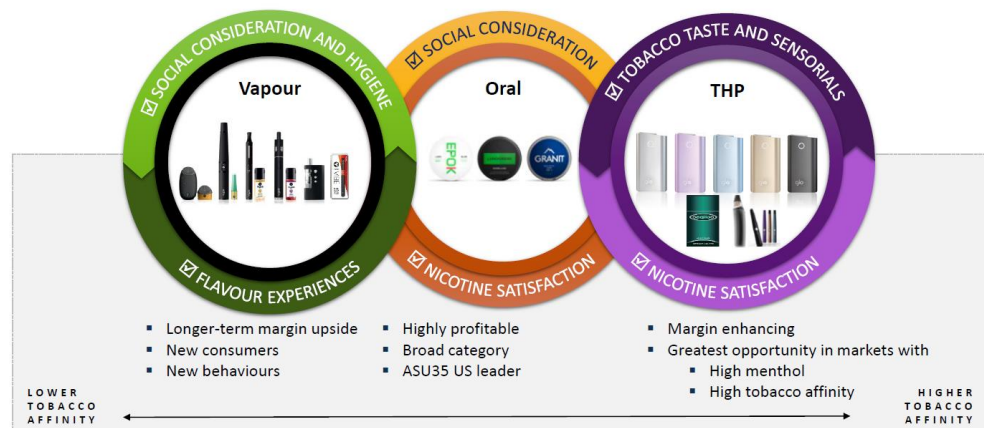 SOCIAL CONSIDERATION AND HYGIENE
Vapour
FLAVOUR EXPERIENCES
SOCIAL CONSIDERATION
Oral
EPOK
GRANIT
NICOTINE SATISFACTION
TOBACCO TASTE AND SENSORIALS
THP
NICOTINE SATISFACTION
Longer-term margin upside
New consumers
New behaviours
Highly profitable
Broad category
ASU35 US leader
Margin enhancing
Greatest opportunity in markets with
High menthol
High tobacco affinity
LOWER
TOBACCO
AFFINITY
HIGHER
TOBACCO
AFFINITY